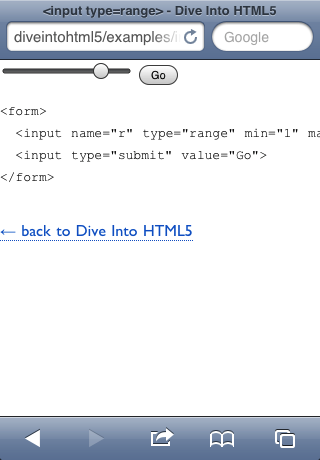 <input type=range> - Dive Into HTML5
diveintohtml5/examples/
Google
Go
<form>
  <input name="r" type="range" min="1"
  <input type="submit" value="Go">
</form>
← back to Dive Into HTML5